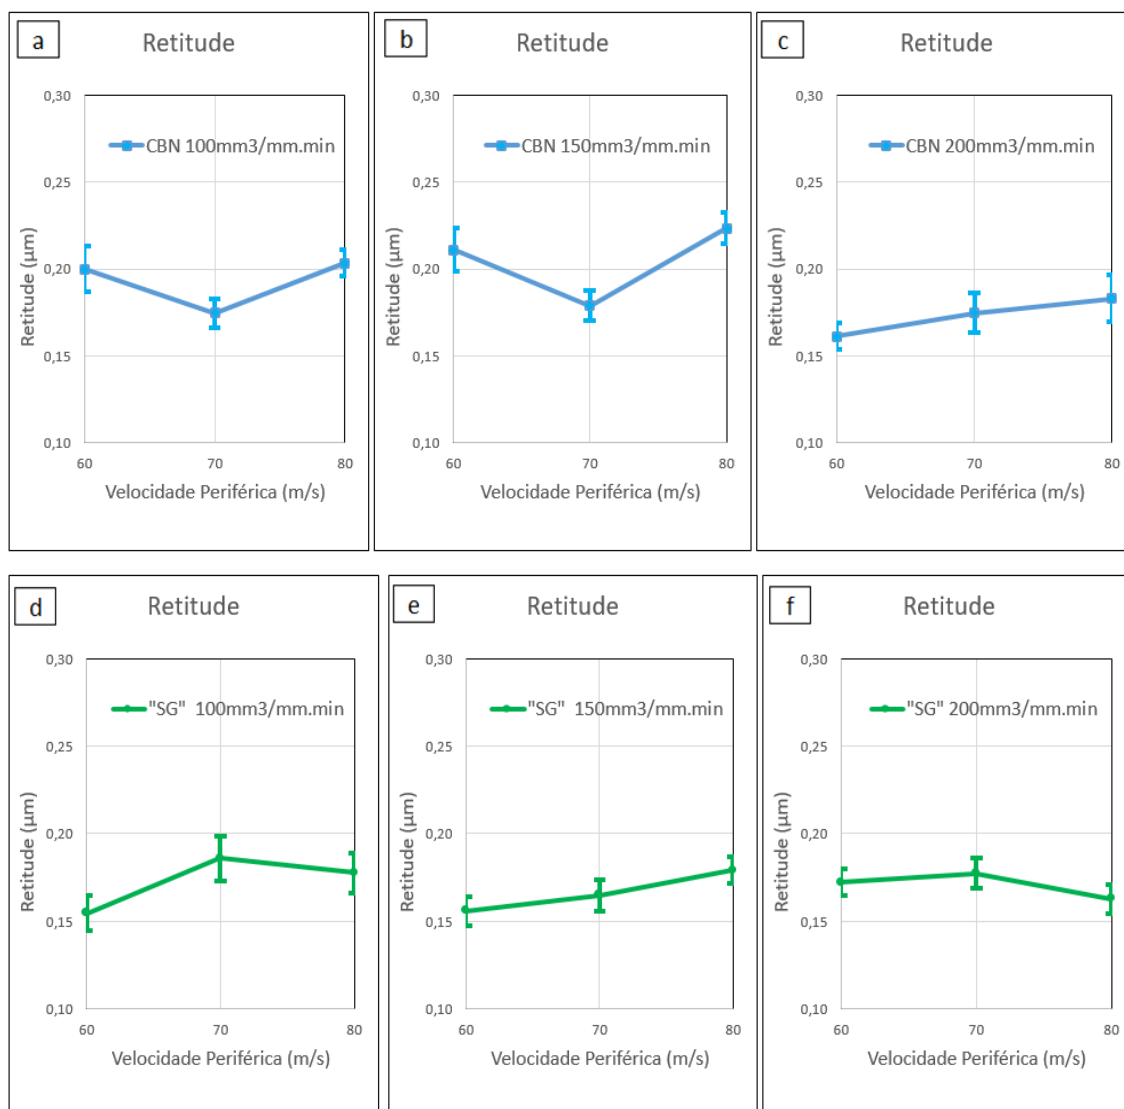 a
Retitude
0,30
CBN 100mm3/mm.min
0,25
0,20
0,15
0,10
Retitude (µm)
60 70 80
Velocidade Periférica (m/s)
b
Retitude
0,30
CBN 150mm3/mm.min
0,25
0,20
0,15
0,10
Retitude (µm)
60 70 80
Velocidade Periférica (m/s)
c
Retitude
0,30
CBN 200mm3/mm.min
0,25
0,20
0,15
0,10
Retitude (µm)
60 70 80
Velocidade Periférica (m/s)
d
Retitude
0,30
"SG" 100mm3/mm.min
0,25
0,20
0,15
0,10
Retitude (µm)
60 70 80
Velocidade Periférica (m/s)
e
Retitude
0,30
"SG" 150mm3/mm.min
0,25
0,20
0,15
0,10
Retitude (µm)
60 70 80
Velocidade Periférica (m/s)
f
Retitude
0,30
"SG" 200mm3/mm.min
0,25
0,20
0,15
0,10
Retitude (µm)
60 70 80
Velocidade Periférica (m/s)